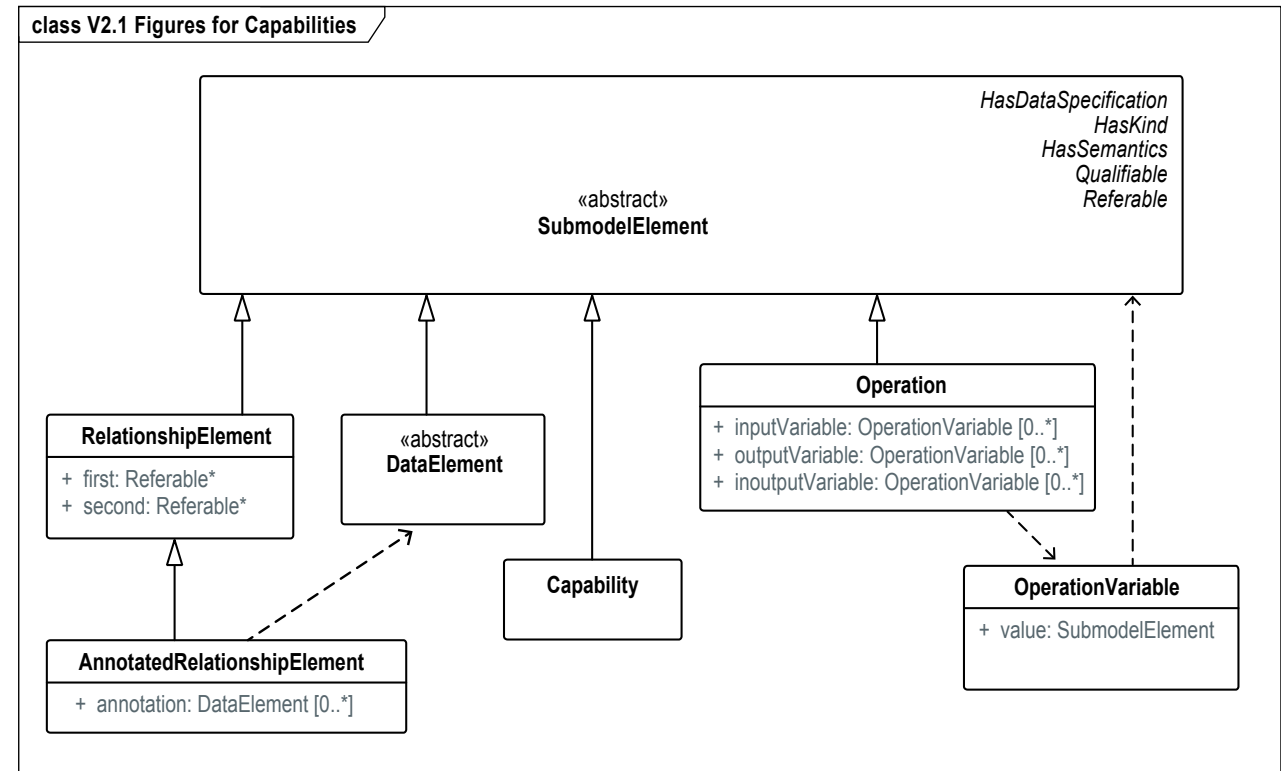 class V2.1 Figures for Capabilities
HasDataSpecification
HasKind
HasSemantics
Qualifiable
Referable
«abstract»
SubmodelElement
RelationshipElement
+ first: Referable*
+ second: Referable*
«abstract»
DataElement
Capability
Operation
+ inputVariable: OperationVariable [0..*]
+ outputVariable: OperationVariable [0..*]
+ inoutputVariable: OperationVariable [0..*]
OperationVariable
+ value: SubmodelElement
AnnotatedRelationshipElement
+ annotation: DataElement [0..*]